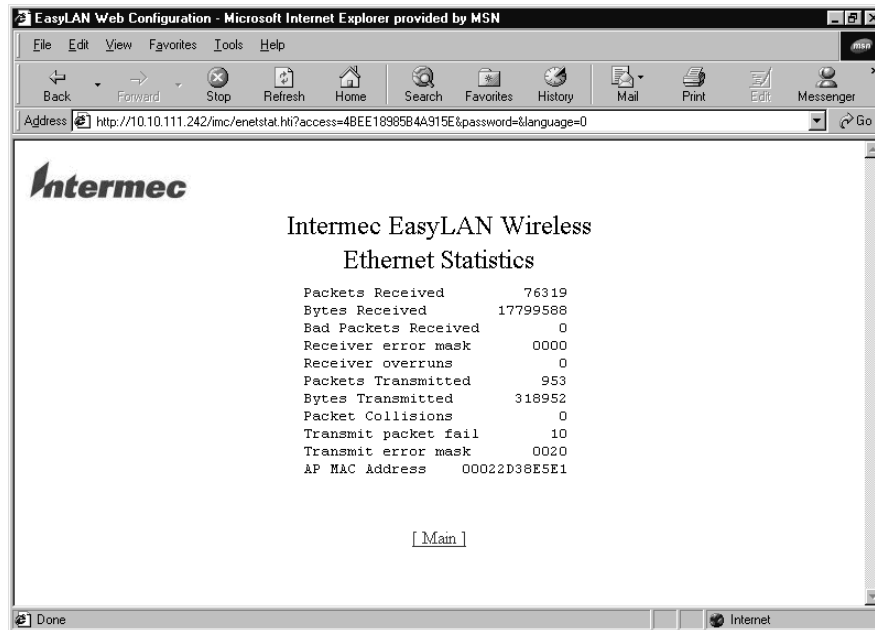 EasyLAN Web Configuration - Microsoft Internet Explorer provided by MSN
File Edit View Favorites Tools Help
msn
Back Forward Stop Refresh Home Search Favorites History Mail Print Edit Messenger
Address http://10.10.111.242/imc/enetstat.hti?access=4BEE18985B4A915E&password=&language=0 Go
Intermec
Intermec EasyLAN Wireless
Ethernet Statistics
Packets Received 76319
Bytes Received 17799588
Bad Packets Received 0
Receiver error mask 0000
Receiver overruns 0
Packets Transmitted 953
Bytes Transmitted 318952
Packet Collisions 0
Transmit packet fail 10
Transmit error mask 0020
AP MAC Address 00022D38E5E1
[ Main ]
Done Internet